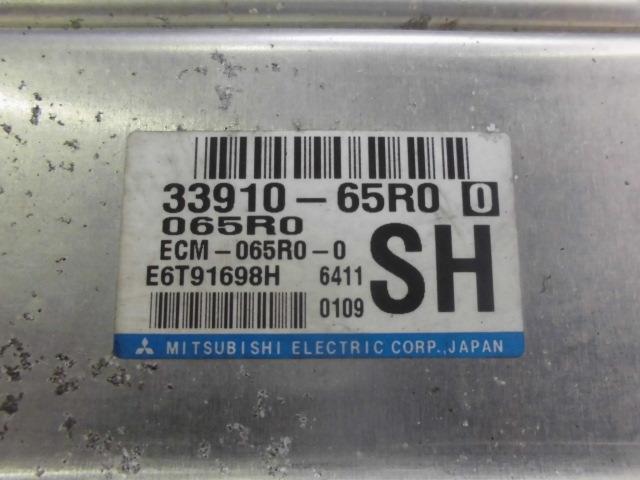 33910-65R0 0
065R0
ECM-065R0-0
E6T91698H 6411
0109
SH
MITSUBISHI ELECTRIC CORP., JAPAN